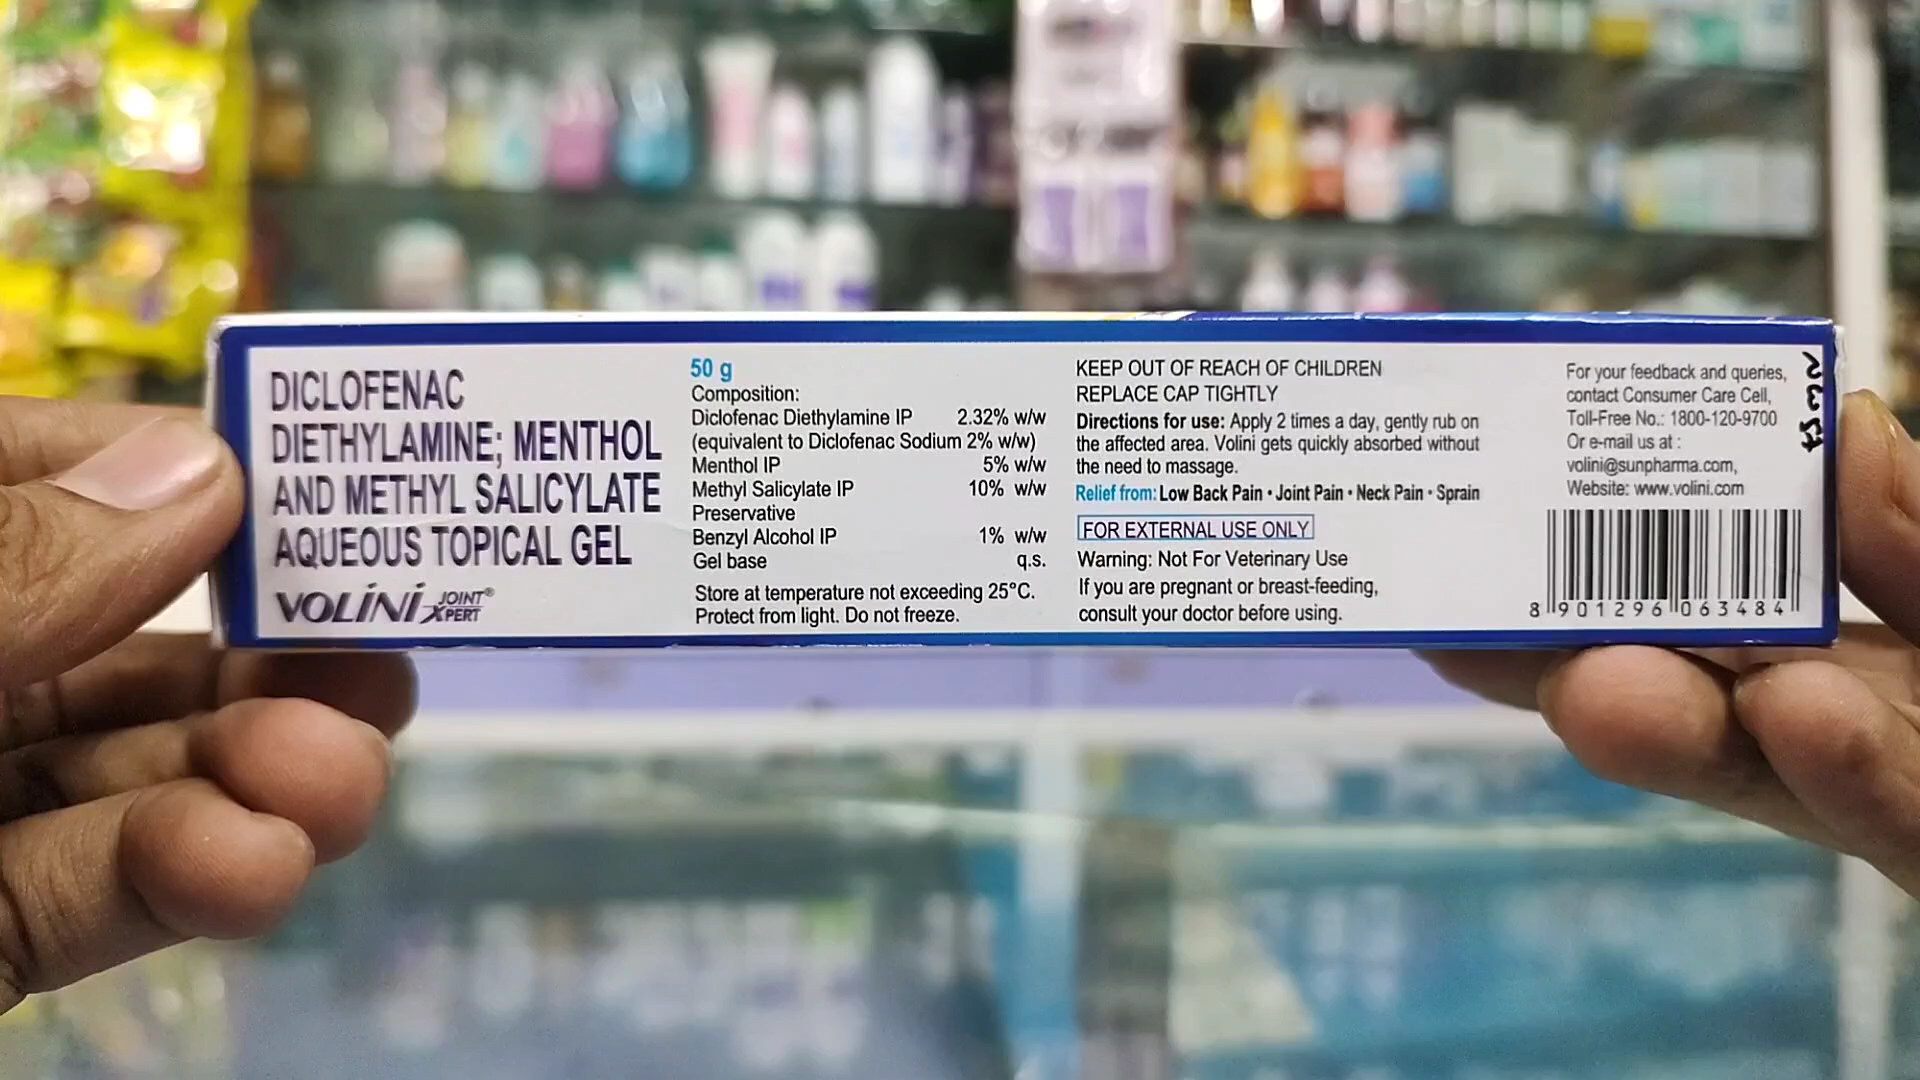 DICLOFENAC
DIETHYLAMINE; MENTHOL
AND METHYL SALICYLATE
AQUEOUS TOPICAL GEL
VOLINI JOINT® XPERT
50 g
Composition:
Diclofenac Diethylamine IP 2.32% w/w
(equivalent to Diclofenac Sodium 2% w/w)
Menthol IP 5% w/w
Methyl Salicylate IP 10% w/w
Preservative
Benzyl Alcohol IP 1% w/w
Gel base q.s.
Store at temperature not exceeding 25°C.
Protect from light. Do not freeze.
KEEP OUT OF REACH OF CHILDREN
REPLACE CAP TIGHTLY
Directions for use: Apply 2 times a day, gently rub on
the affected area. Volini gets quickly absorbed without
the need to massage.
Relief from: Low Back Pain • Joint Pain • Neck Pain • Sprain
FOR EXTERNAL USE ONLY
Warning: Not For Veterinary Use
If you are pregnant or breast-feeding,
consult your doctor before using.
For your feedback and queries,
contact Consumer Care Cell,
Toll-Free No.: 1800-120-9700
Or e-mail us at :
volini@sunpharma.com,
Website: www.volini.com
8 901296 063484